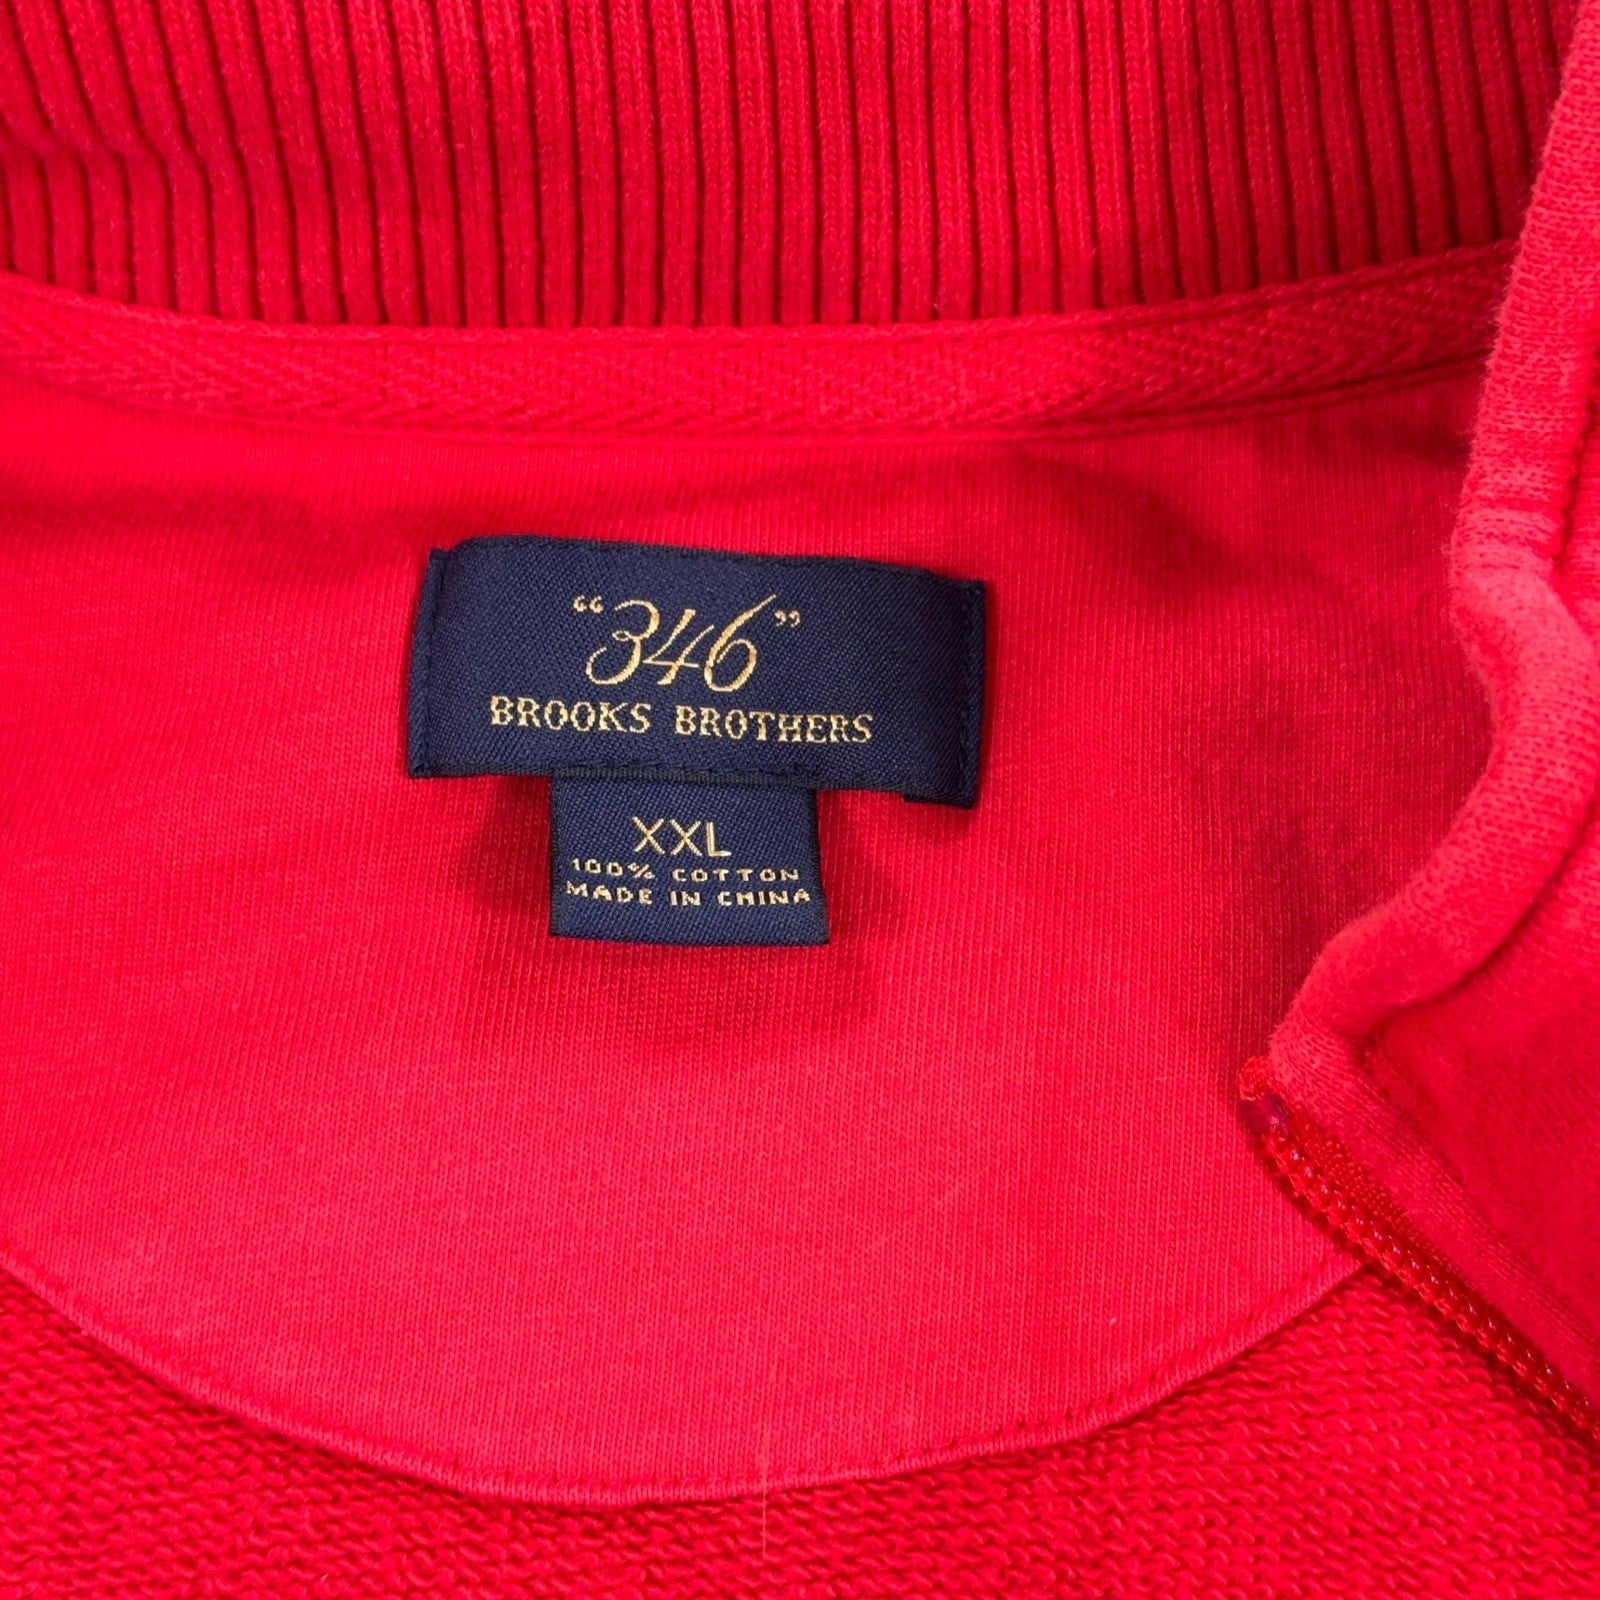 “346”
BROOKS BROTHERS
XXL
100% COTTON
MADE IN CHINA